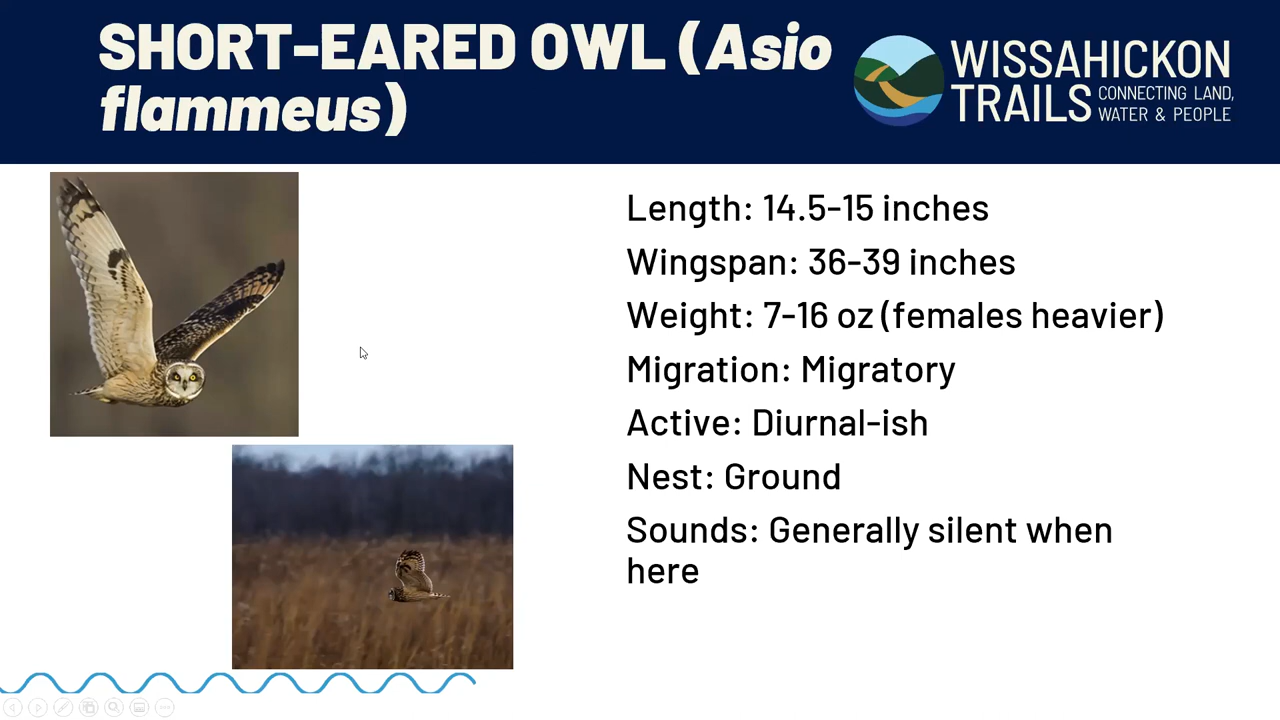 SHORT-EARED OWL (Asio
flammeus)
WISSAHICKON
TRAILS CONNECTING LAND,
WATER & PEOPLE
Length: 14.5-15 inches
Wingspan: 36-39 inches
Weight: 7-16 oz (females heavier)
Migration: Migratory
Active: Diurnal-ish
Nest: Ground
Sounds: Generally silent when
here